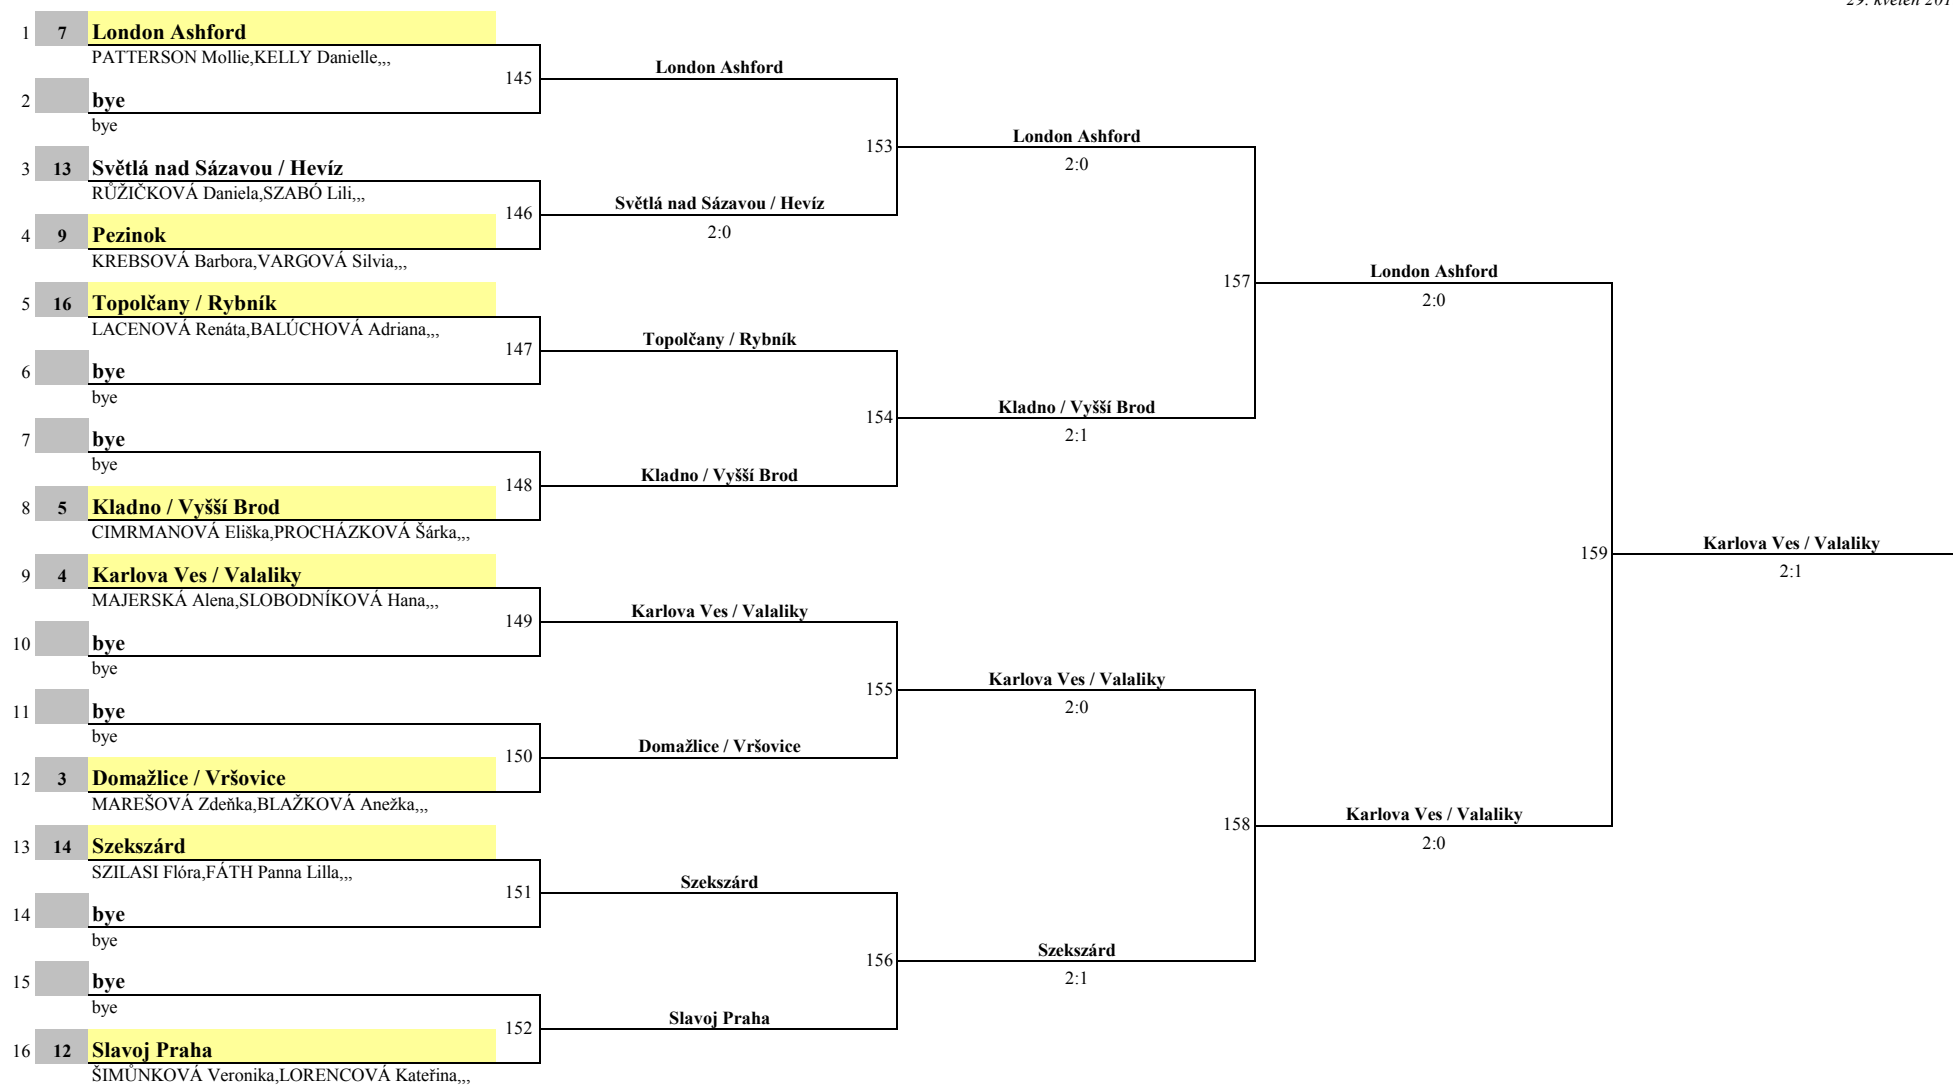 29. květen 201
1 7 London Ashford
PATTERSON Mollie,KELLY Danielle,,,
145
London Ashford
2 bye
bye
153
London Ashford
2:0
3 13 Světlá nad Sázavou / Hevíz
RŮŽIČKOVÁ Daniela,SZABÓ Lili,,,
146
Světlá nad Sázavou / Hevíz
2:0
4 9 Pezinok
KREBSOVÁ Barbora,VARGOVÁ Silvia,,,
157
London Ashford
2:0
5 16 Topolčany / Rybník
LACENOVÁ Renáta,BALÚCHOVÁ Adriana,,,
147
Topolčany / Rybník
6 bye
bye
154
Kladno / Vyšší Brod
2:1
7 bye
bye
148
Kladno / Vyšší Brod
8 5 Kladno / Vyšší Brod
CIMRMANOVÁ Eliška,PROCHÁZKOVÁ Šárka,,,
159
Karlova Ves / Valaliky
2:1
9 4 Karlova Ves / Valaliky
MAJERSKÁ Alena,SLOBODNÍKOVÁ Hana,,,
149
Karlova Ves / Valaliky
10 bye
bye
155
Karlova Ves / Valaliky
2:0
11 bye
bye
150
Domažlice / Vršovice
12 3 Domažlice / Vršovice
MAREŠOVÁ Zdeňka,BLAŽKOVÁ Anežka,,,
158
Karlova Ves / Valaliky
2:0
13 14 Szekszárd
SZILASI Flóra,FÁTH Panna Lilla,,,
151
Szekszárd
14 bye
bye
156
Szekszárd
2:1
15 bye
bye
152
Slavoj Praha
16 12 Slavoj Praha
ŠIMŮNKOVÁ Veronika,LORENCOVÁ Kateřina,,,